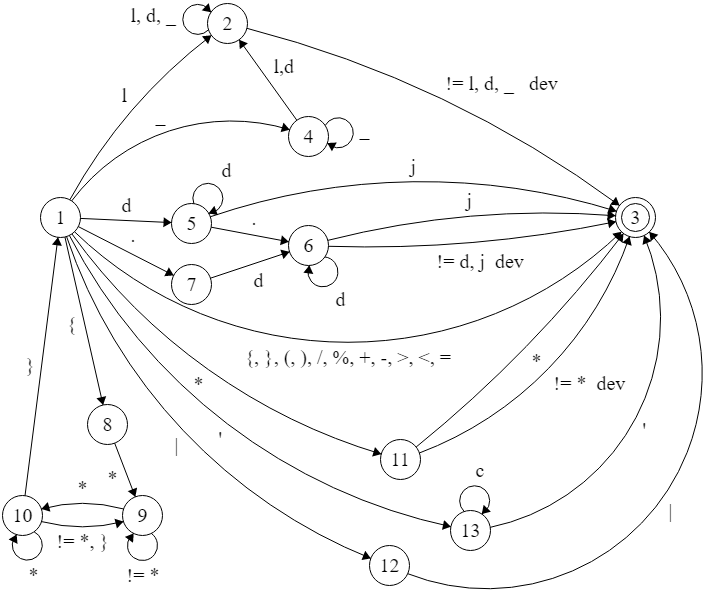 l, d, _
2
!= l, d, _ dev
l,d
l
_
4
_
j
d
d
j
1
.
5
3
.
6
d
!= d, j dev
7
d
{
{, }, (, ), /, %, +, -, >, <, =
*
}
*
!= * dev
8
'
'
|
11
*
c
*
10
9
|
13
!= *, }
12
*
!= *